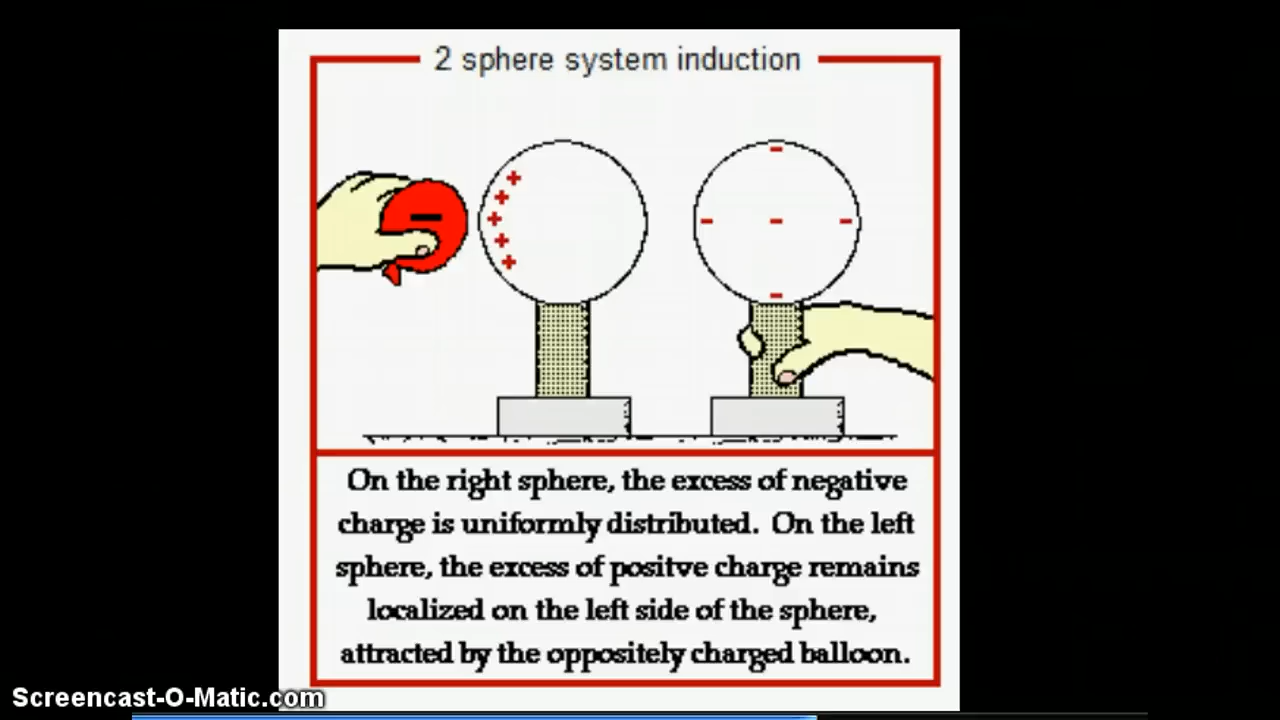 2 sphere system induction
On the right sphere, the excess of negative
charge is uniformly distributed. On the left
sphere, the excess of positve charge remains
localized on the left side of the sphere,
attracted by the oppositely charged balloon.
Screencast-O-Matic.com